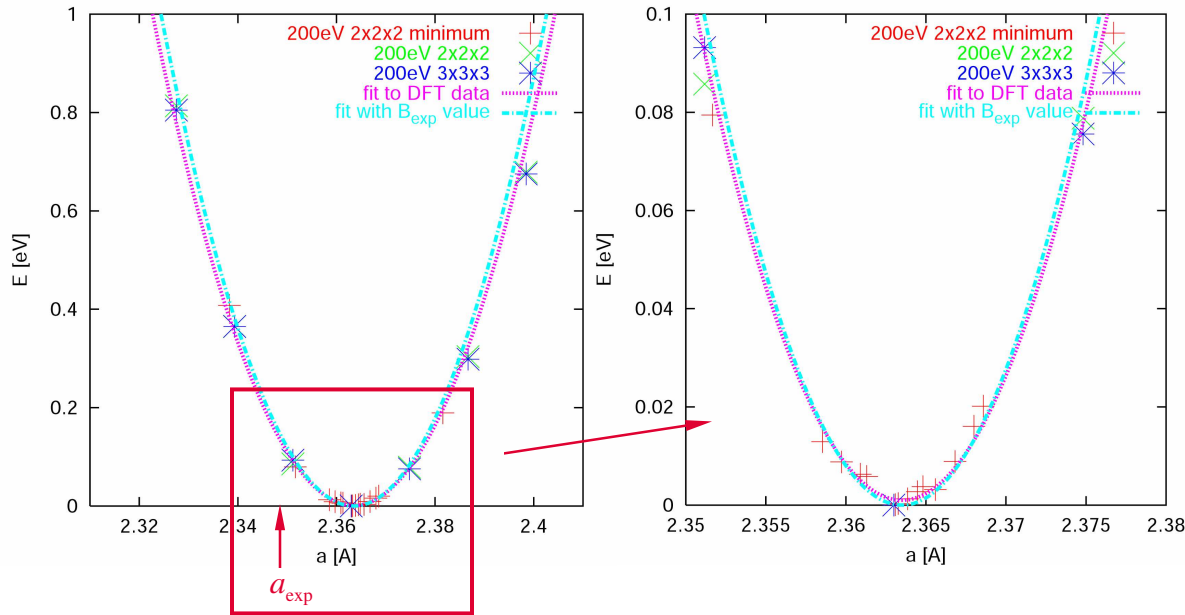 1
0.8
0.6
0.4
0.2
0
E [eV]
200eV 2x2x2 minimum
200eV 2x2x2
200eV 3x3x3
fit to DFT data
fit with Bexp value
2.32
2.34
2.36
2.38
2.4
a [A]
aexp
0.1
0.08
0.06
0.04
0.02
0
E [eV]
200eV 2x2x2 minimum
200eV 2x2x2
200eV 3x3x3
fit to DFT data
fit with Bexp value
2.35
2.355
2.36
2.365
2.37
2.375
2.38
a [A]